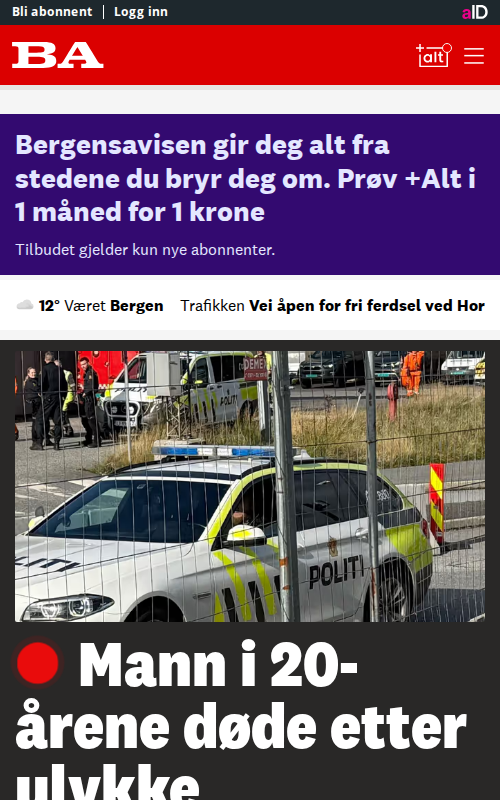 Bli abonnent
Logg inn
aID
BA
+alt
Bergensavisen gir deg alt fra
stedene du bryr deg om. Prøv +Alt i
1 måned for 1 krone
Tilbudet gjelder kun nye abonnenter.
12° Været Bergen
Trafikken Vei åpen for fri ferdsel ved Hor
POLITI
POLITI
Mann i 20-
årene døde etter
ulykke